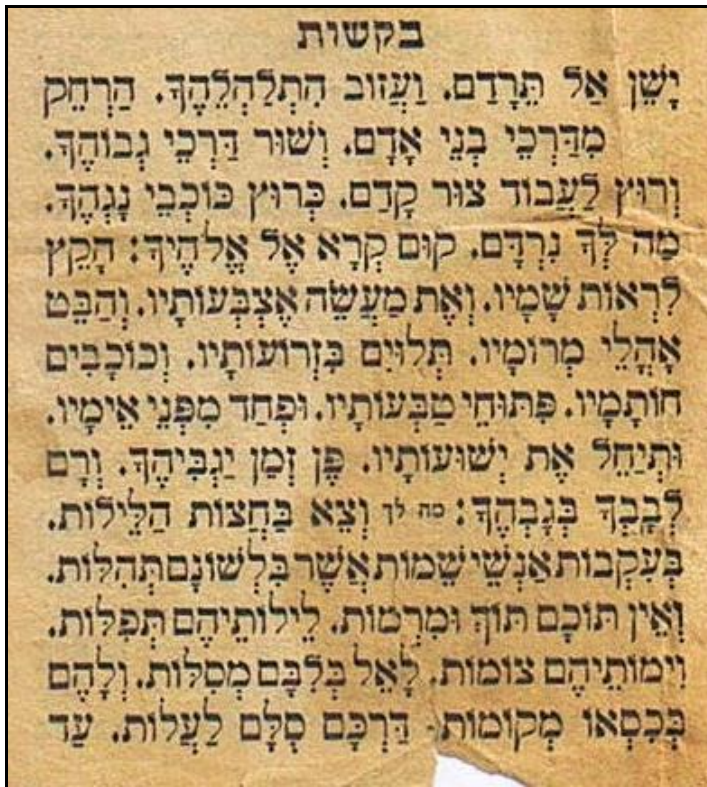 בקשות
יָשֵׁן אַל תֵּרָדַם. וַעֲזוֹב הִתְלַהְלֵהֶךָ. הַרְחֵק
מִדַּרְכֵי בְנֵי אָדָם. וְשׁוּר דַּרְכֵי גְבוֹהֶךָ.
וְרוּץ לַעֲבוֹד צוּר קֶדֶם. כְּרוּץ כּוֹכְבֵי נָגְהֶךָ.
מַה לְּךָ נִרְדָּם. קוּם קְרָא אֶל אֱלֹהֶיךָ: הָקֵץ
לִרְאוֹת שָׁמָיו. וְאֶת מַעֲשֵׂה אֶצְבְּעוֹתָיו. וְהַבֵּט
אָהֳלֵי מְרוֹמָיו. תְּלוּיִם בִּזְרוֹעוֹתָיו. וְכוֹכָבִים
חוֹתָמָיו. פִּתּוּחֵי טַבְּעוֹתָיו. וּפְחַד מִפְּנֵי אֵימָיו.
וּתְיַחֵל אֶת יְשׁוּעוֹתָיו. פֶּן זְמַן יַגְבִּיהֶךָ. וְרָם
לְבָבְךָ בְּגָבְהֶךָ: מה לך וְצֵא בַּחֲצוֹת הַלֵּילוֹת.
בְּעִקְבוֹת אַנְשֵׁי שֵׁמוֹת אֲשֶׁר בִּלְשׁוֹנָם תְּהִלּוֹת.
וְאֵין תּוֹכָם תּוֹךְ וּמִרְמוֹת. לֵילוֹתֵיהֶם תְּפִלּוֹת.
וִימוֹתֵיהֶם צוֹמוֹת. לָאֵל בְּלִבָּם מְסִלּוֹת. וְלָהֶם
בְּכִסְאוֹ מְקוֹמוֹת. דַּרְכָּם סֻלָּם לַעֲלוֹת. עַד